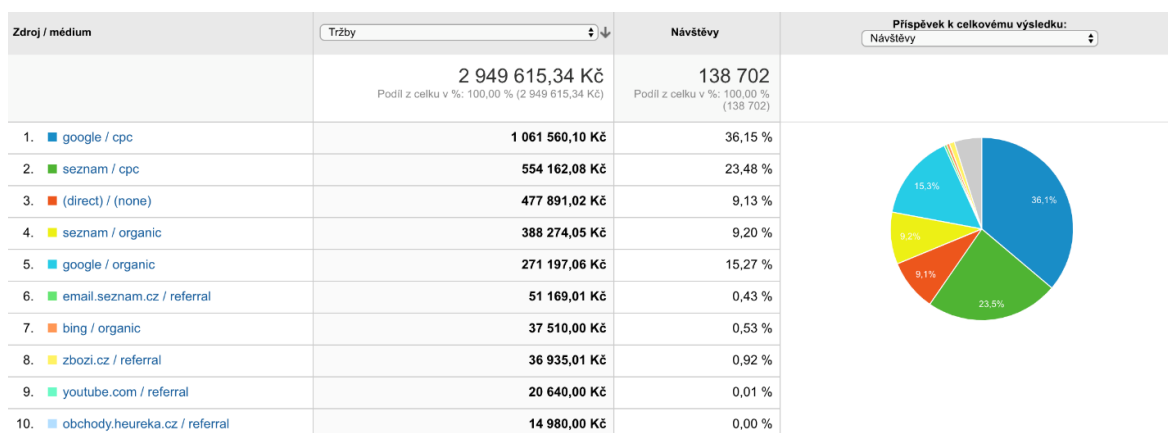 Zdroj / médium Tržby Návštěvy Příspěvek k celkovému výsledku:
Návštěvy
2 949 615,34 Kč 138 702
Podíl z celku v %: 100,00 % (2 949 615,34 Kč) Podíl z celku v %: 100,00 %
(138 702)
1. google / cpc 1 061 560,10 Kč 36,15 %
2. seznam / cpc 554 162,08 Kč 23,48 %
3. (direct) / (none) 477 891,02 Kč 9,13 %
4. seznam / organic 388 274,05 Kč 9,20 %
5. google / organic 271 197,06 Kč 15,27 %
6. email.seznam.cz / referral 51 169,01 Kč 0,43 %
7. bing / organic 37 510,00 Kč 0,53 %
8. zbozi.cz / referral 36 935,01 Kč 0,92 %
9. youtube.com / referral 20 640,00 Kč 0,01 %
10. obchody.heureka.cz / referral 14 980,00 Kč 0,00 %
15,3%
36,1%
9,2%
9,1%
23,5%